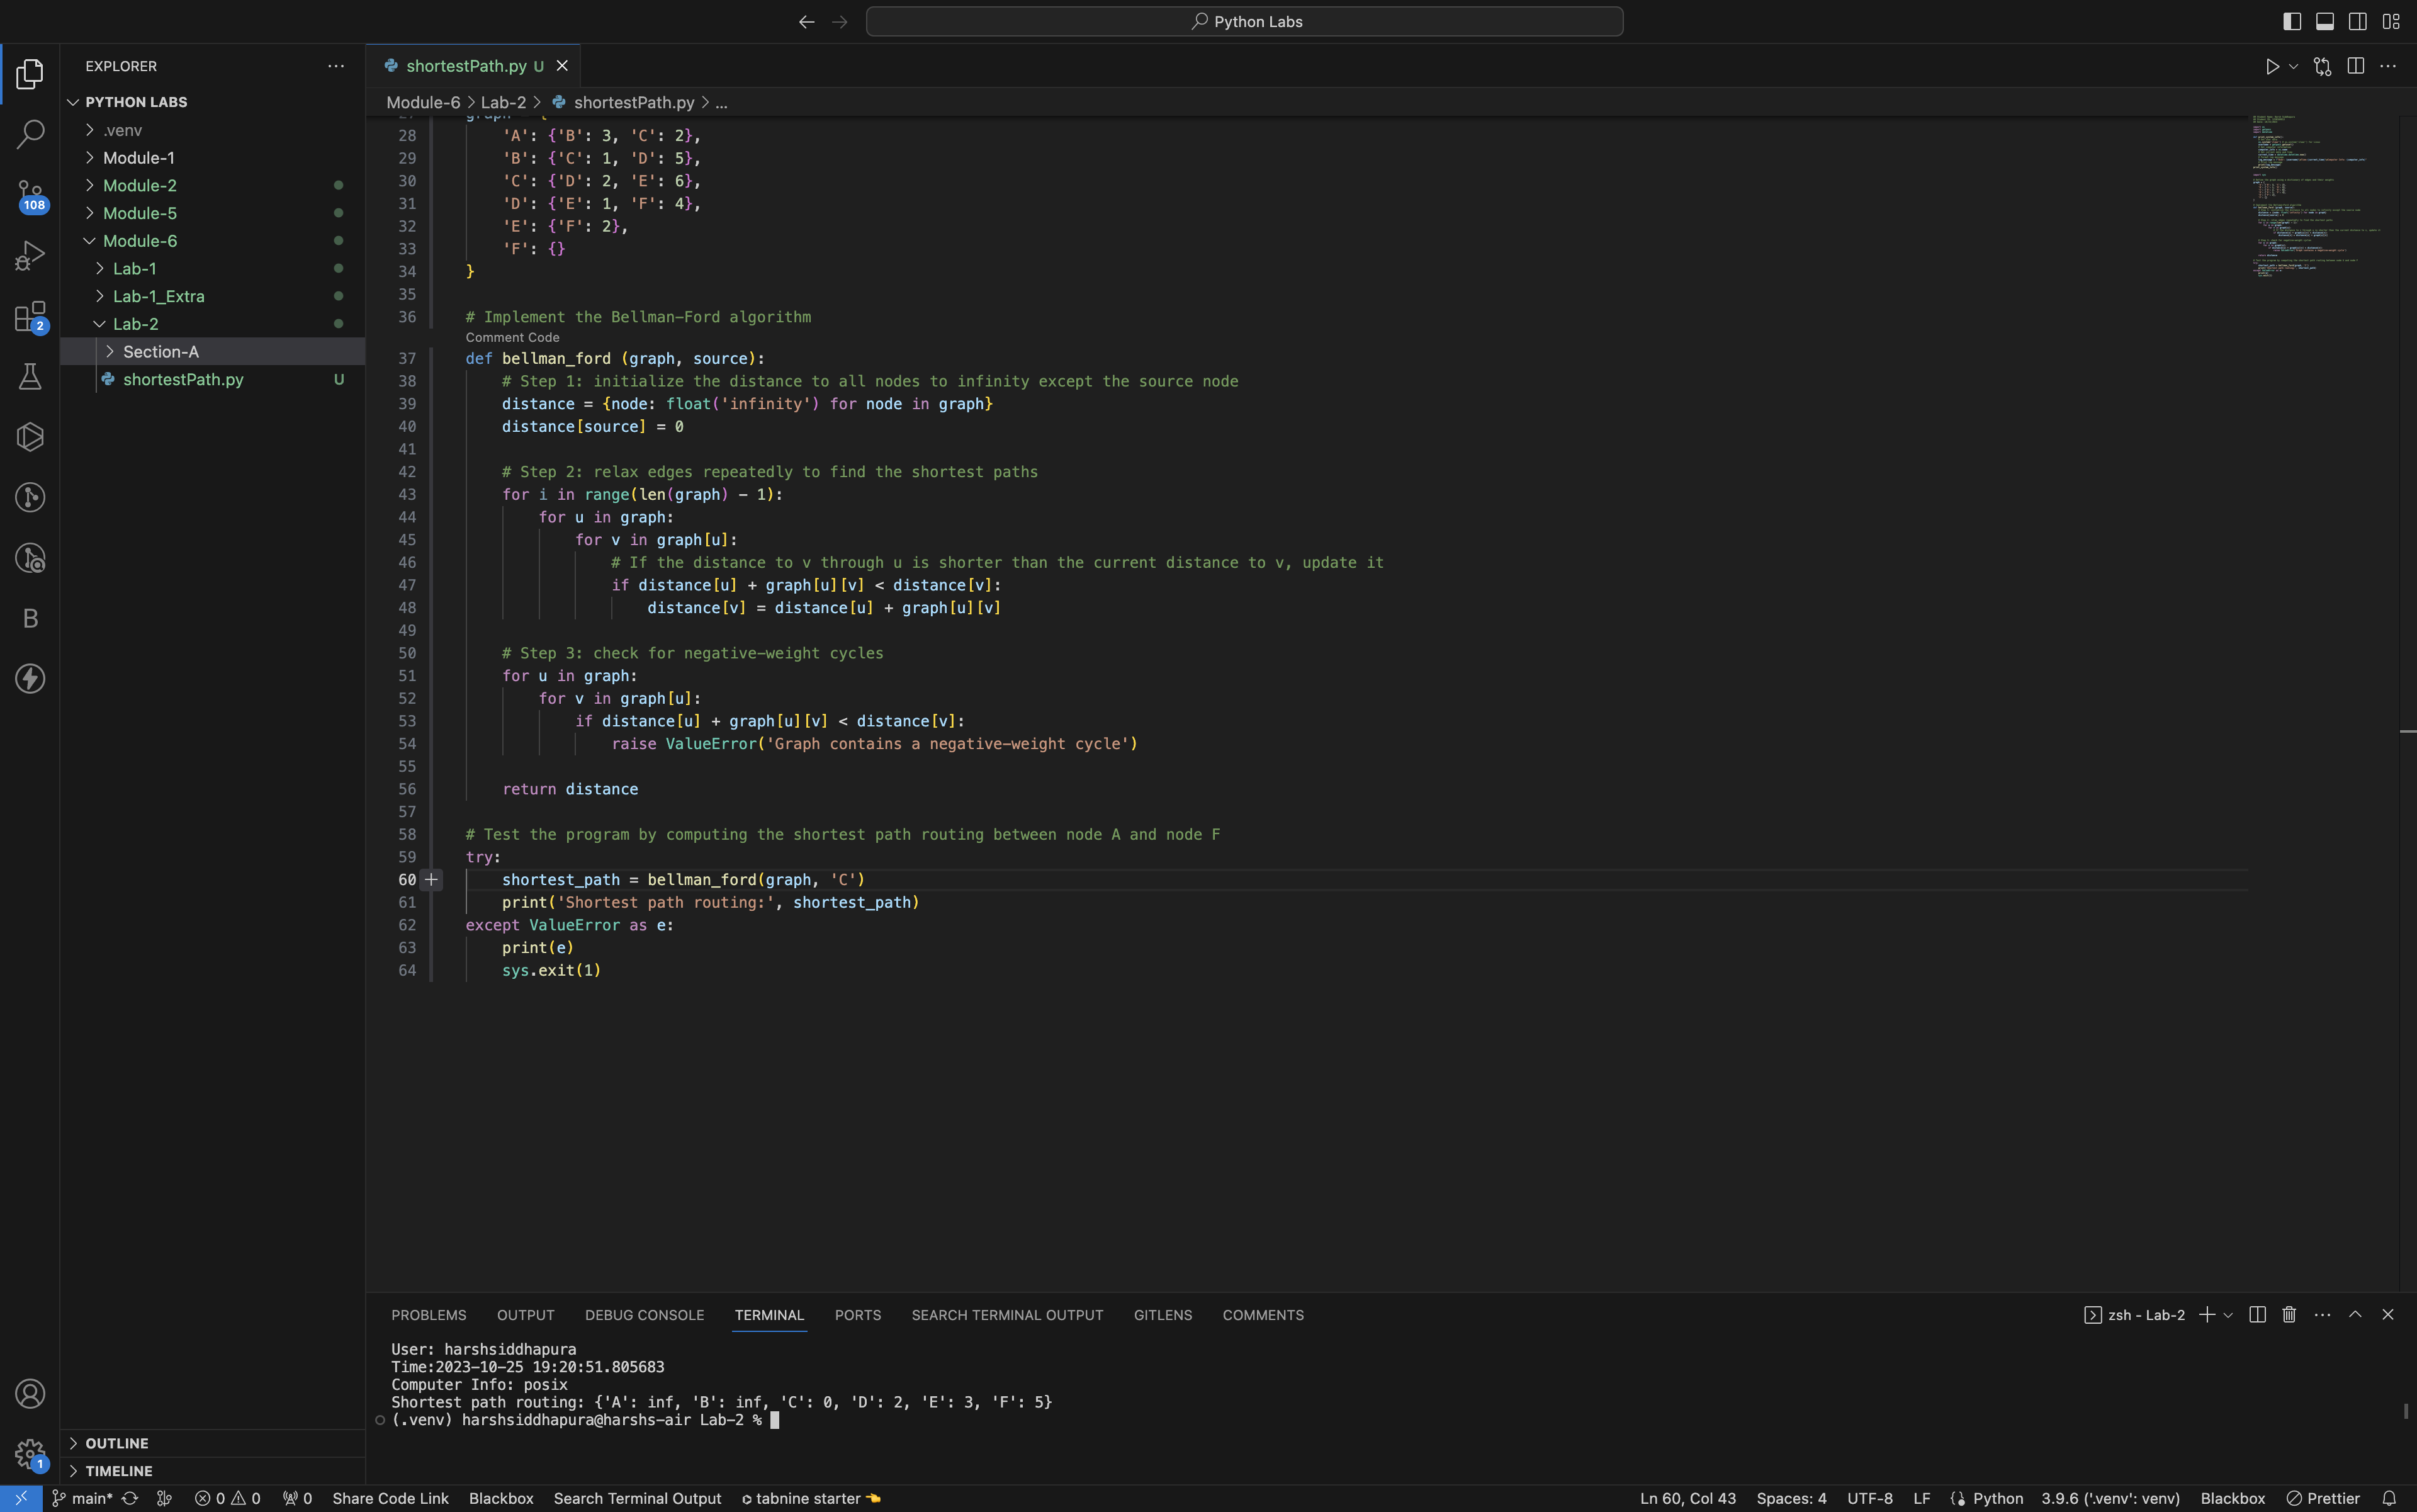 Python Labs
EXPLORER
PYTHON LABS
.venv
Module-1
Module-2
Module-5
Module-6
Lab-1
Lab-1_Extra
Lab-2
Section-A
shortestPath.py U
108
2
B
1
OUTLINE
TIMELINE
shortestPath.py U
Module-6 > Lab-2 > shortestPath.py > ...
28 'A': {'B': 3, 'C': 2},
29 'B': {'C': 1, 'D': 5},
30 'C': {'D': 2, 'E': 6},
31 'D': {'E': 1, 'F': 4},
32 'E': {'F': 2},
33 'F': {}
34 }
35
36 # Implement the Bellman-Ford algorithm
Comment Code
37 def bellman_ford (graph, source):
38 # Step 1: initialize the distance to all nodes to infinity except the source node
39 distance = {node: float('infinity') for node in graph}
40 distance[source] = 0
41
42 # Step 2: relax edges repeatedly to find the shortest paths
43 for i in range(len(graph) - 1):
44 for u in graph:
45 for v in graph[u]:
46 # If the distance to v through u is shorter than the current distance to v, update it
47 if distance[u] + graph[u][v] < distance[v]:
48 distance[v] = distance[u] + graph[u][v]
49
50 # Step 3: check for negative-weight cycles
51 for u in graph:
52 for v in graph[u]:
53 if distance[u] + graph[u][v] < distance[v]:
54 raise ValueError('Graph contains a negative-weight cycle')
55
56 return distance
57
58 # Test the program by computing the shortest path routing between node A and node F
59 try:
60 shortest_path = bellman_ford(graph, 'C')
61 print('Shortest path routing:', shortest_path)
62 except ValueError as e:
63 print(e)
64 sys.exit(1)
PROBLEMS OUTPUT DEBUG CONSOLE TERMINAL PORTS SEARCH TERMINAL OUTPUT GITLENS COMMENTS
zsh - Lab-2
User: harshsiddhapura
Time:2023-10-25 19:20:51.805683
Computer Info: posix
Shortest path routing: {'A': inf, 'B': inf, 'C': 0, 'D': 2, 'E': 3, 'F': 5}
(.venv) harshsiddhapura@harshs-air Lab-2 %
main* 0 0 0 Share Code Link Blackbox Search Terminal Output tabnine starter Ln 60, Col 43 Spaces: 4 UTF-8 LF Python 3.9.6 ('.venv': venv) Blackbox Prettier